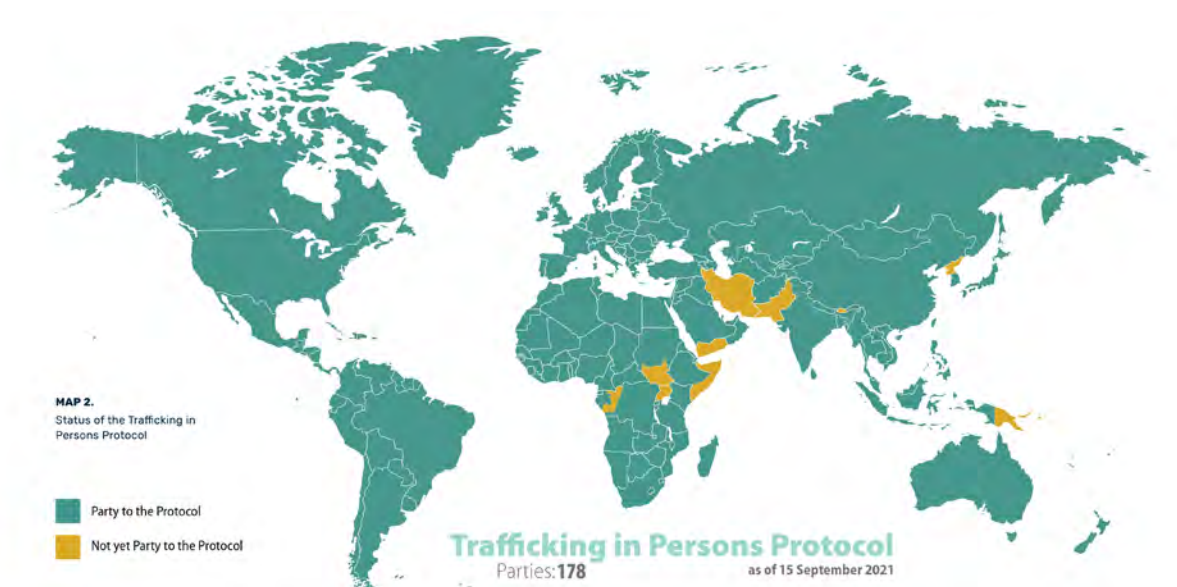 MAP 2.
Status of the Trafficking in
Persons Protocol
Party to the Protocol
Not yet Party to the Protocol
Trafficking in Persons Protocol
Parties:178
as of 15 September 2021